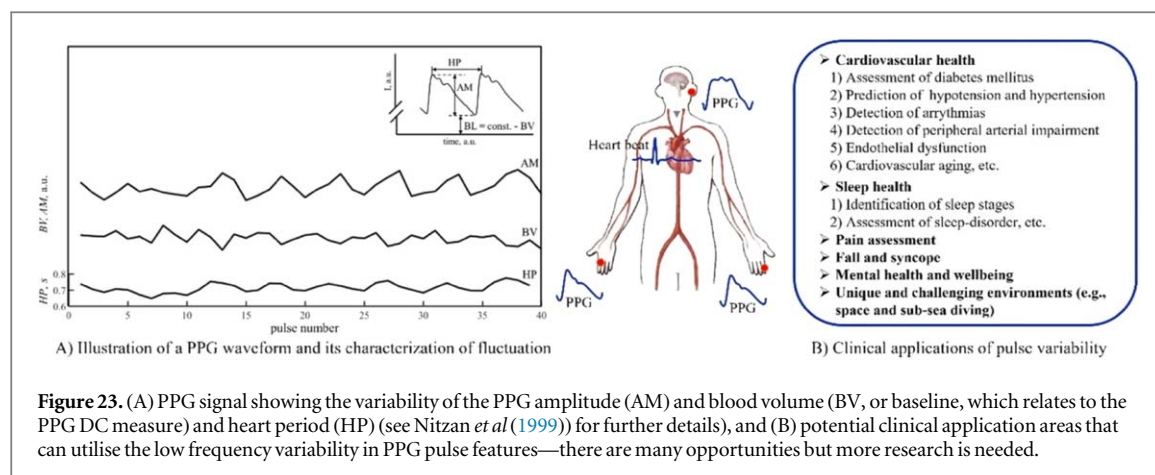 HP
I, a.u.
AM
BL = const. - BV
time, a.u.
AM
BV, AM, a.u.
BV
HP
HP, s
0.8
0.7
0.6
0 5 10 15 20 25 30 35 40
pulse number
A) Illustration of a PPG waveform and its characterization of fluctuation
PPG
Heart beat
PPG
PPG
➢ Cardiovascular health
1) Assessment of diabetes mellitus
2) Prediction of hypotension and hypertension
3) Detection of arrythmias
4) Detection of peripheral arterial impairment
5) Endothelial dysfunction
6) Cardiovascular aging, etc.
➢ Sleep health
1) Identification of sleep stages
2) Assessment of sleep-disorder, etc.
➢ Pain assessment
➢ Fall and syncope
➢ Mental health and wellbeing
➢ Unique and challenging environments (e.g.,
space and sub-sea diving)
B) Clinical applications of pulse variability
Figure 23. (A) PPG signal showing the variability of the PPG amplitude (AM) and blood volume (BV, or baseline, which relates to the
PPG DC measure) and heart period (HP) (see Nitzan et al (1999)) for further details), and (B) potential clinical application areas that
can utilise the low frequency variability in PPG pulse features—there are many opportunities but more research is needed.